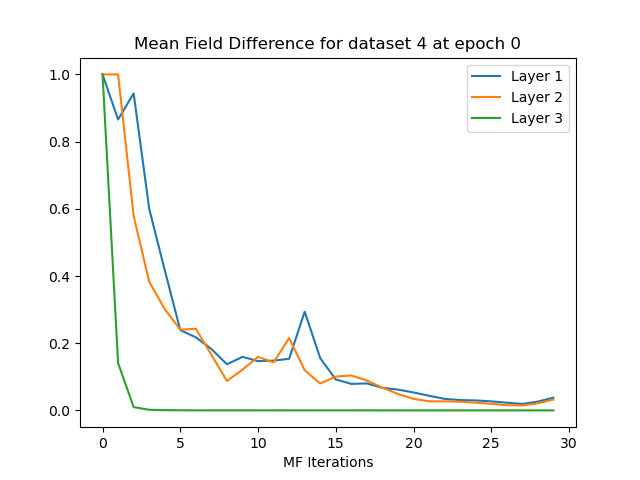 Mean Field Difference for dataset 4 at epoch 0
Layer 1
Layer 2
Layer 3
1.0
0.8
0.6
0.4
0.2
0.0
0 5 10 15 20 25 30
MF Iterations